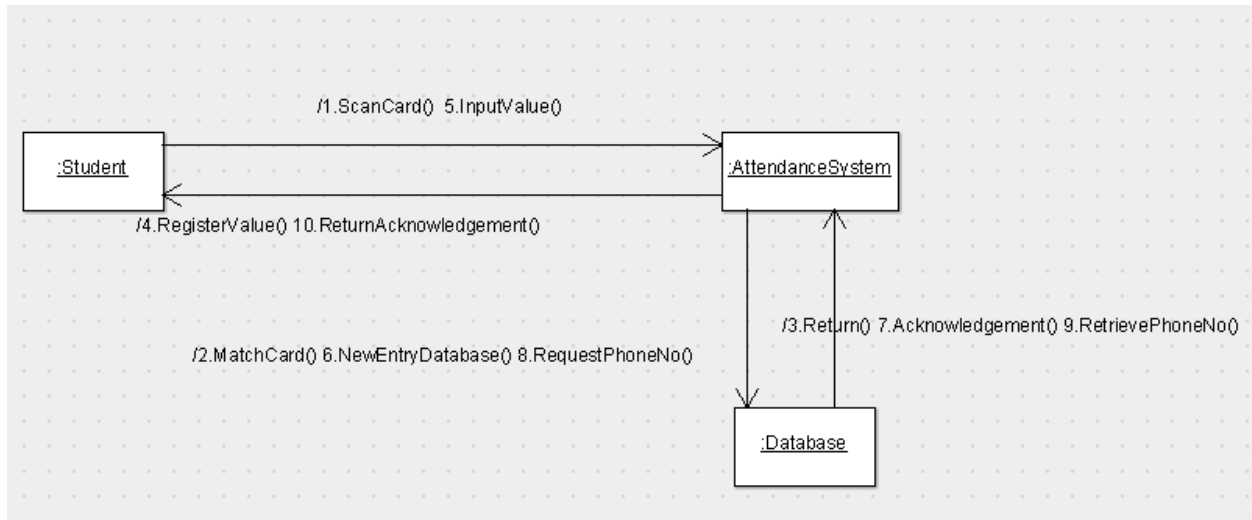 /1.ScanCard() 5.InputValue()
:Student
:AttendanceSystem
/4.RegisterValue() 10.ReturnAcknowledgement()
/3.Return() 7.Acknowledgement() 9.RetrievePhoneNo()
/2.MatchCard() 6.NewEntryDatabase() 8.RequestPhoneNo()
:Database